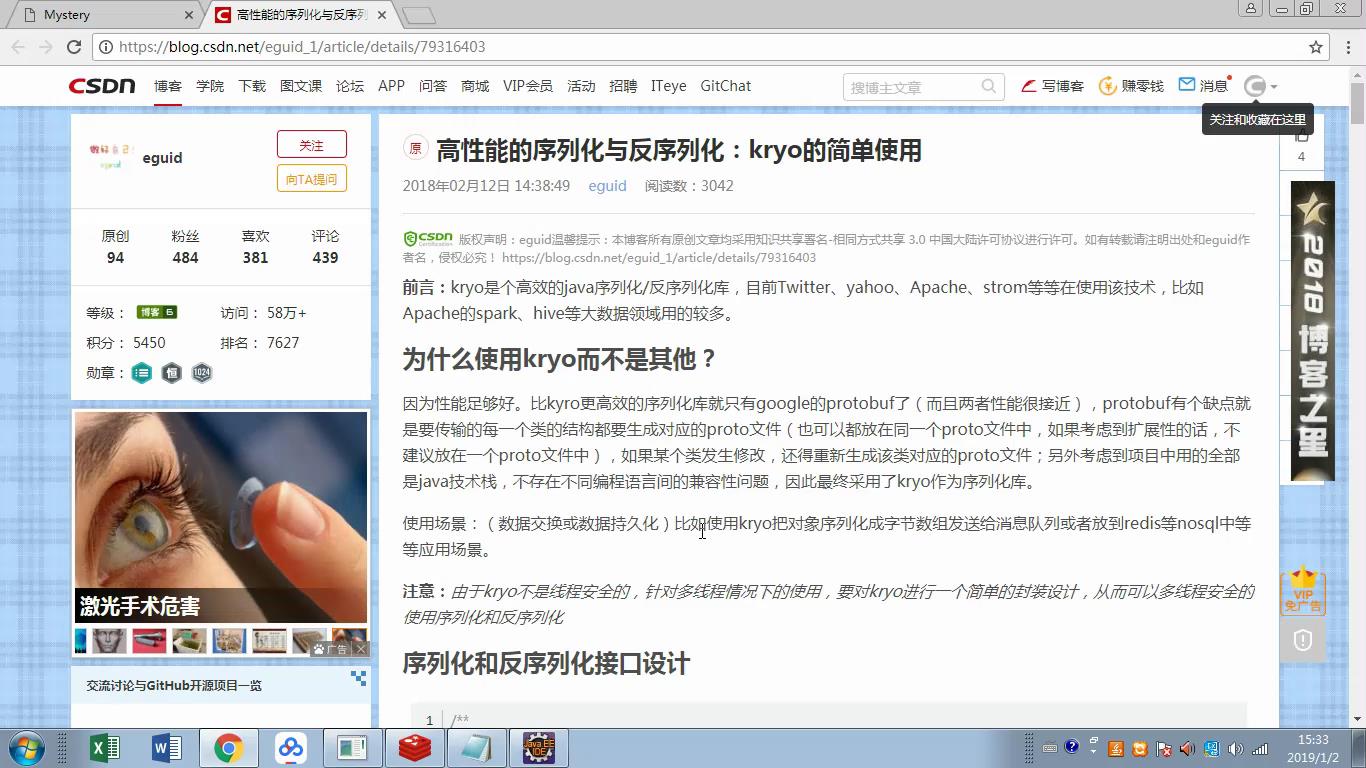 Mystery
高性能的序列化与反序列
https://blog.csdn.net/eguid_1/article/details/79316403
CSDN 博客 学院 下载 图文课 论坛 APP 问答 商城 VIP会员 活动 招聘 ITeye GitChat 搜博主文章 写博客 赚零钱 消息
关注和收藏在这里
eguid
关注
向TA提问
原创 粉丝 喜欢 评论
94 484 381 439
等级： 博客 6 访问： 58万+
积分： 5450 排名： 7627
勋章： 恒 1024
激光手术危害
广告
交流讨论与GitHub开源项目一览
原 高性能的序列化与反序列化：kryo的简单使用
2018年02月12日 14:38:49 eguid 阅读数：3042
CSDN Certification 版权声明：eguid温馨提示：本博客所有原创文章均采用知识共享署名-相同方式共享 3.0 中国大陆许可协议进行许可。如有转载请注明出处和eguid作
者名，侵权必究！ https://blog.csdn.net/eguid_1/article/details/79316403
前言：kryo是个高效的java序列化/反序列化库，目前Twitter、yahoo、Apache、strom等等在使用该技术，比如
Apache的spark、hive等大数据领域用的较多。
为什么使用kryo而不是其他？
因为性能足够好。比kyro更高效的序列化库就只有google的protobuf了（而且两者性能很接近），protobuf有个缺点就
是要传输的每一个类的结构都要生成对应的proto文件（也可以都放在同一个proto文件中，如果考虑到扩展性的话，不
建议放在一个proto文件中），如果某个类发生修改，还得重新生成该类对应的proto文件；另外考虑到项目中用的全部
是java技术栈，不存在不同编程语言间的兼容性问题，因此最终采用了kryo作为序列化库。
使用场景：（数据交换或数据持久化）比如使用kryo把对象序列化成字节数组发送给消息队列或者放到redis等nosql中等
等应用场景。
注意：由于kryo不是线程安全的，针对多线程情况下的使用，要对kryo进行一个简单的封装设计，从而可以多线程安全的
使用序列化和反序列化
序列化和反序列化接口设计
1 /**
4
2018博客之星
VIP
免广告
Java EE
IDE
15:33
2019/1/2